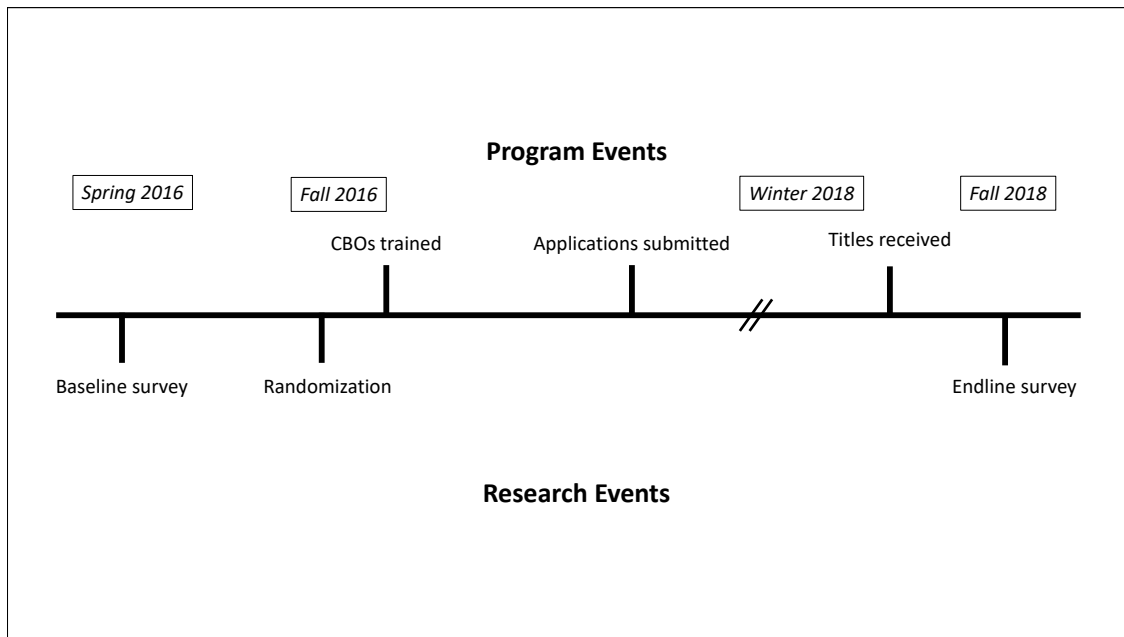 Program Events
Spring 2016
Fall 2016
Winter 2018
Fall 2018
CBOs trained
Applications submitted
Titles received
Baseline survey
Randomization
Endline survey
Research Events